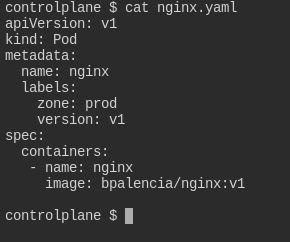 controlplane $ cat nginx.yaml
apiVersion: v1
kind: Pod
metadata:
  name: nginx
  labels:
    zone: prod
    version: v1
spec:
  containers:
   - name: nginx
     image: bpalencia/nginx:v1

controlplane $